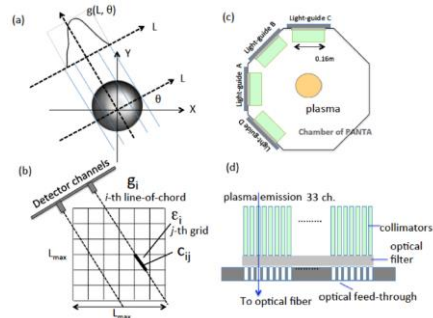 (a)
g(L, θ)
L
Y
L
θ
X
(b)
Detector channels
gi
i-th line-of-chord
εi
j-th grid
cij
Lmax
Lmax
(c)
Light-guide C
Light-guide B
0.16m
Light-guide A
plasma
Light-guide D
Chamber of PANTA
(d)
plasma emission 33 ch.
collimators
optical
filter
To optical fiber
optical feed-through